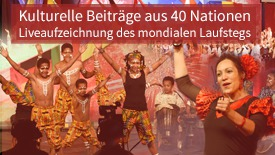 Kulturelle Beiträge aus 40 Nationen
Liveaufzeichnung des mondialen Laufstegs